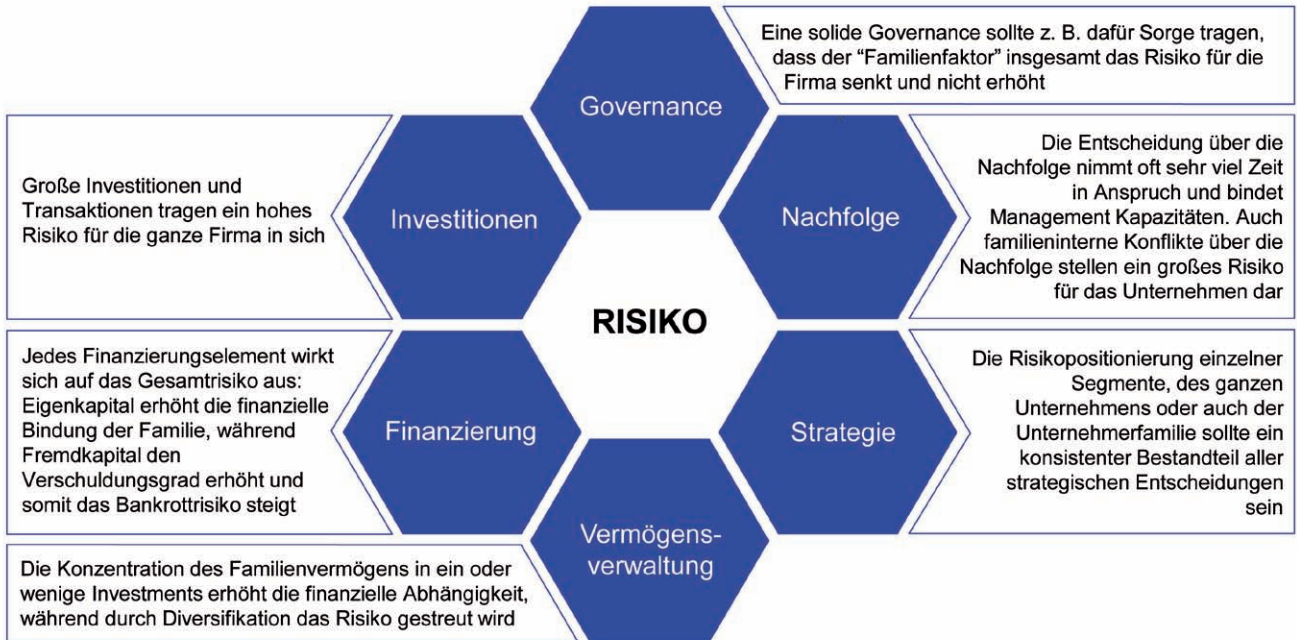 Governance
Eine solide Governance sollte z. B. dafür Sorge tragen,
dass der “Familienfaktor” insgesamt das Risiko für die
Firma senkt und nicht erhöht
Große Investitionen und
Transaktionen tragen ein hohes
Risiko für die ganze Firma in sich
Investitionen
Nachfolge
Die Entscheidung über die
Nachfolge nimmt oft sehr viel Zeit
in Anspruch und bindet
Management Kapazitäten. Auch
familieninterne Konflikte über die
Nachfolge stellen ein großes Risiko
für das Unternehmen dar
RISIKO
Jedes Finanzierungselement wirkt
sich auf das Gesamtrisiko aus:
Eigenkapital erhöht die finanzielle
Bindung der Familie, während
Fremdkapital den
Verschuldungsgrad erhöht und
somit das Bankrottrisiko steigt
Finanzierung
Strategie
Die Risikopositionierung einzelner
Segmente, des ganzen
Unternehmens oder auch der
Unternehmerfamilie sollte ein
konsistenter Bestandteil aller
strategischen Entscheidungen
sein
Vermögens-
verwaltung
Die Konzentration des Familienvermögens in ein oder
wenige Investments erhöht die finanzielle Abhängigkeit,
während durch Diversifikation das Risiko gestreut wird